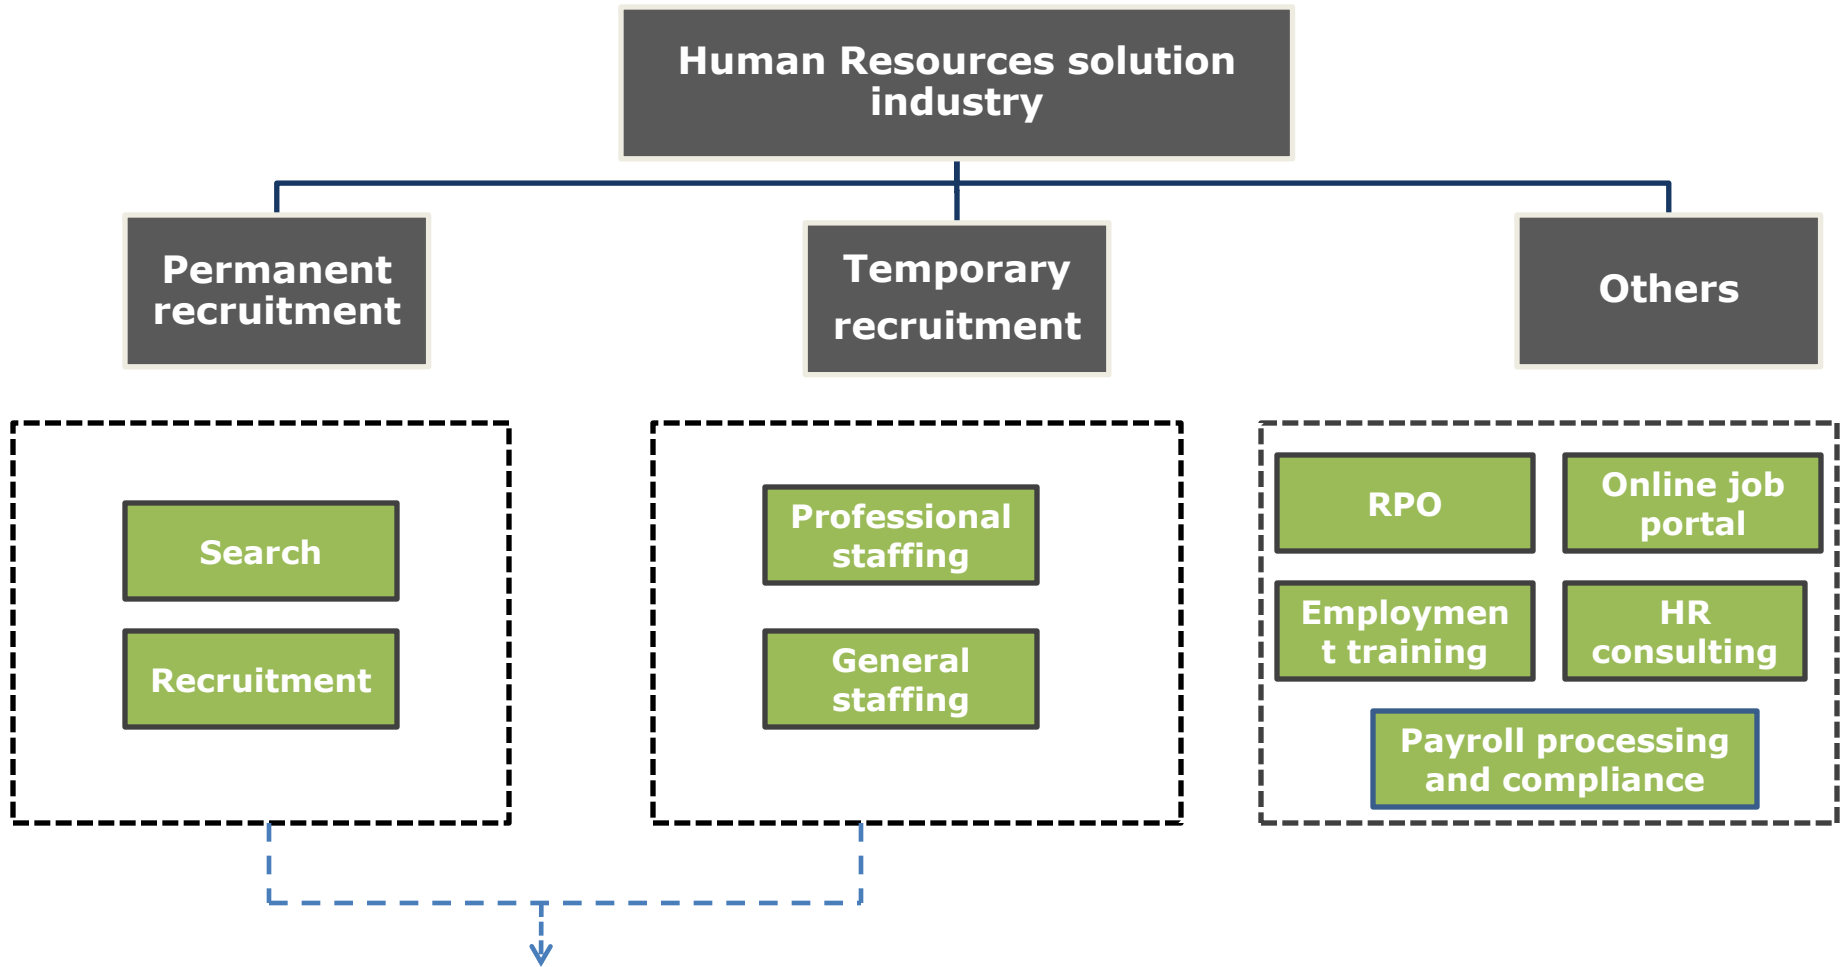 Human Resources solution
industry
Permanent
recruitment
Temporary
recruitment
Others
Search
Recruitment
Professional
staffing
General
staffing
RPO
Online job
portal
Employmen
t training
HR
consulting
Payroll processing
and compliance